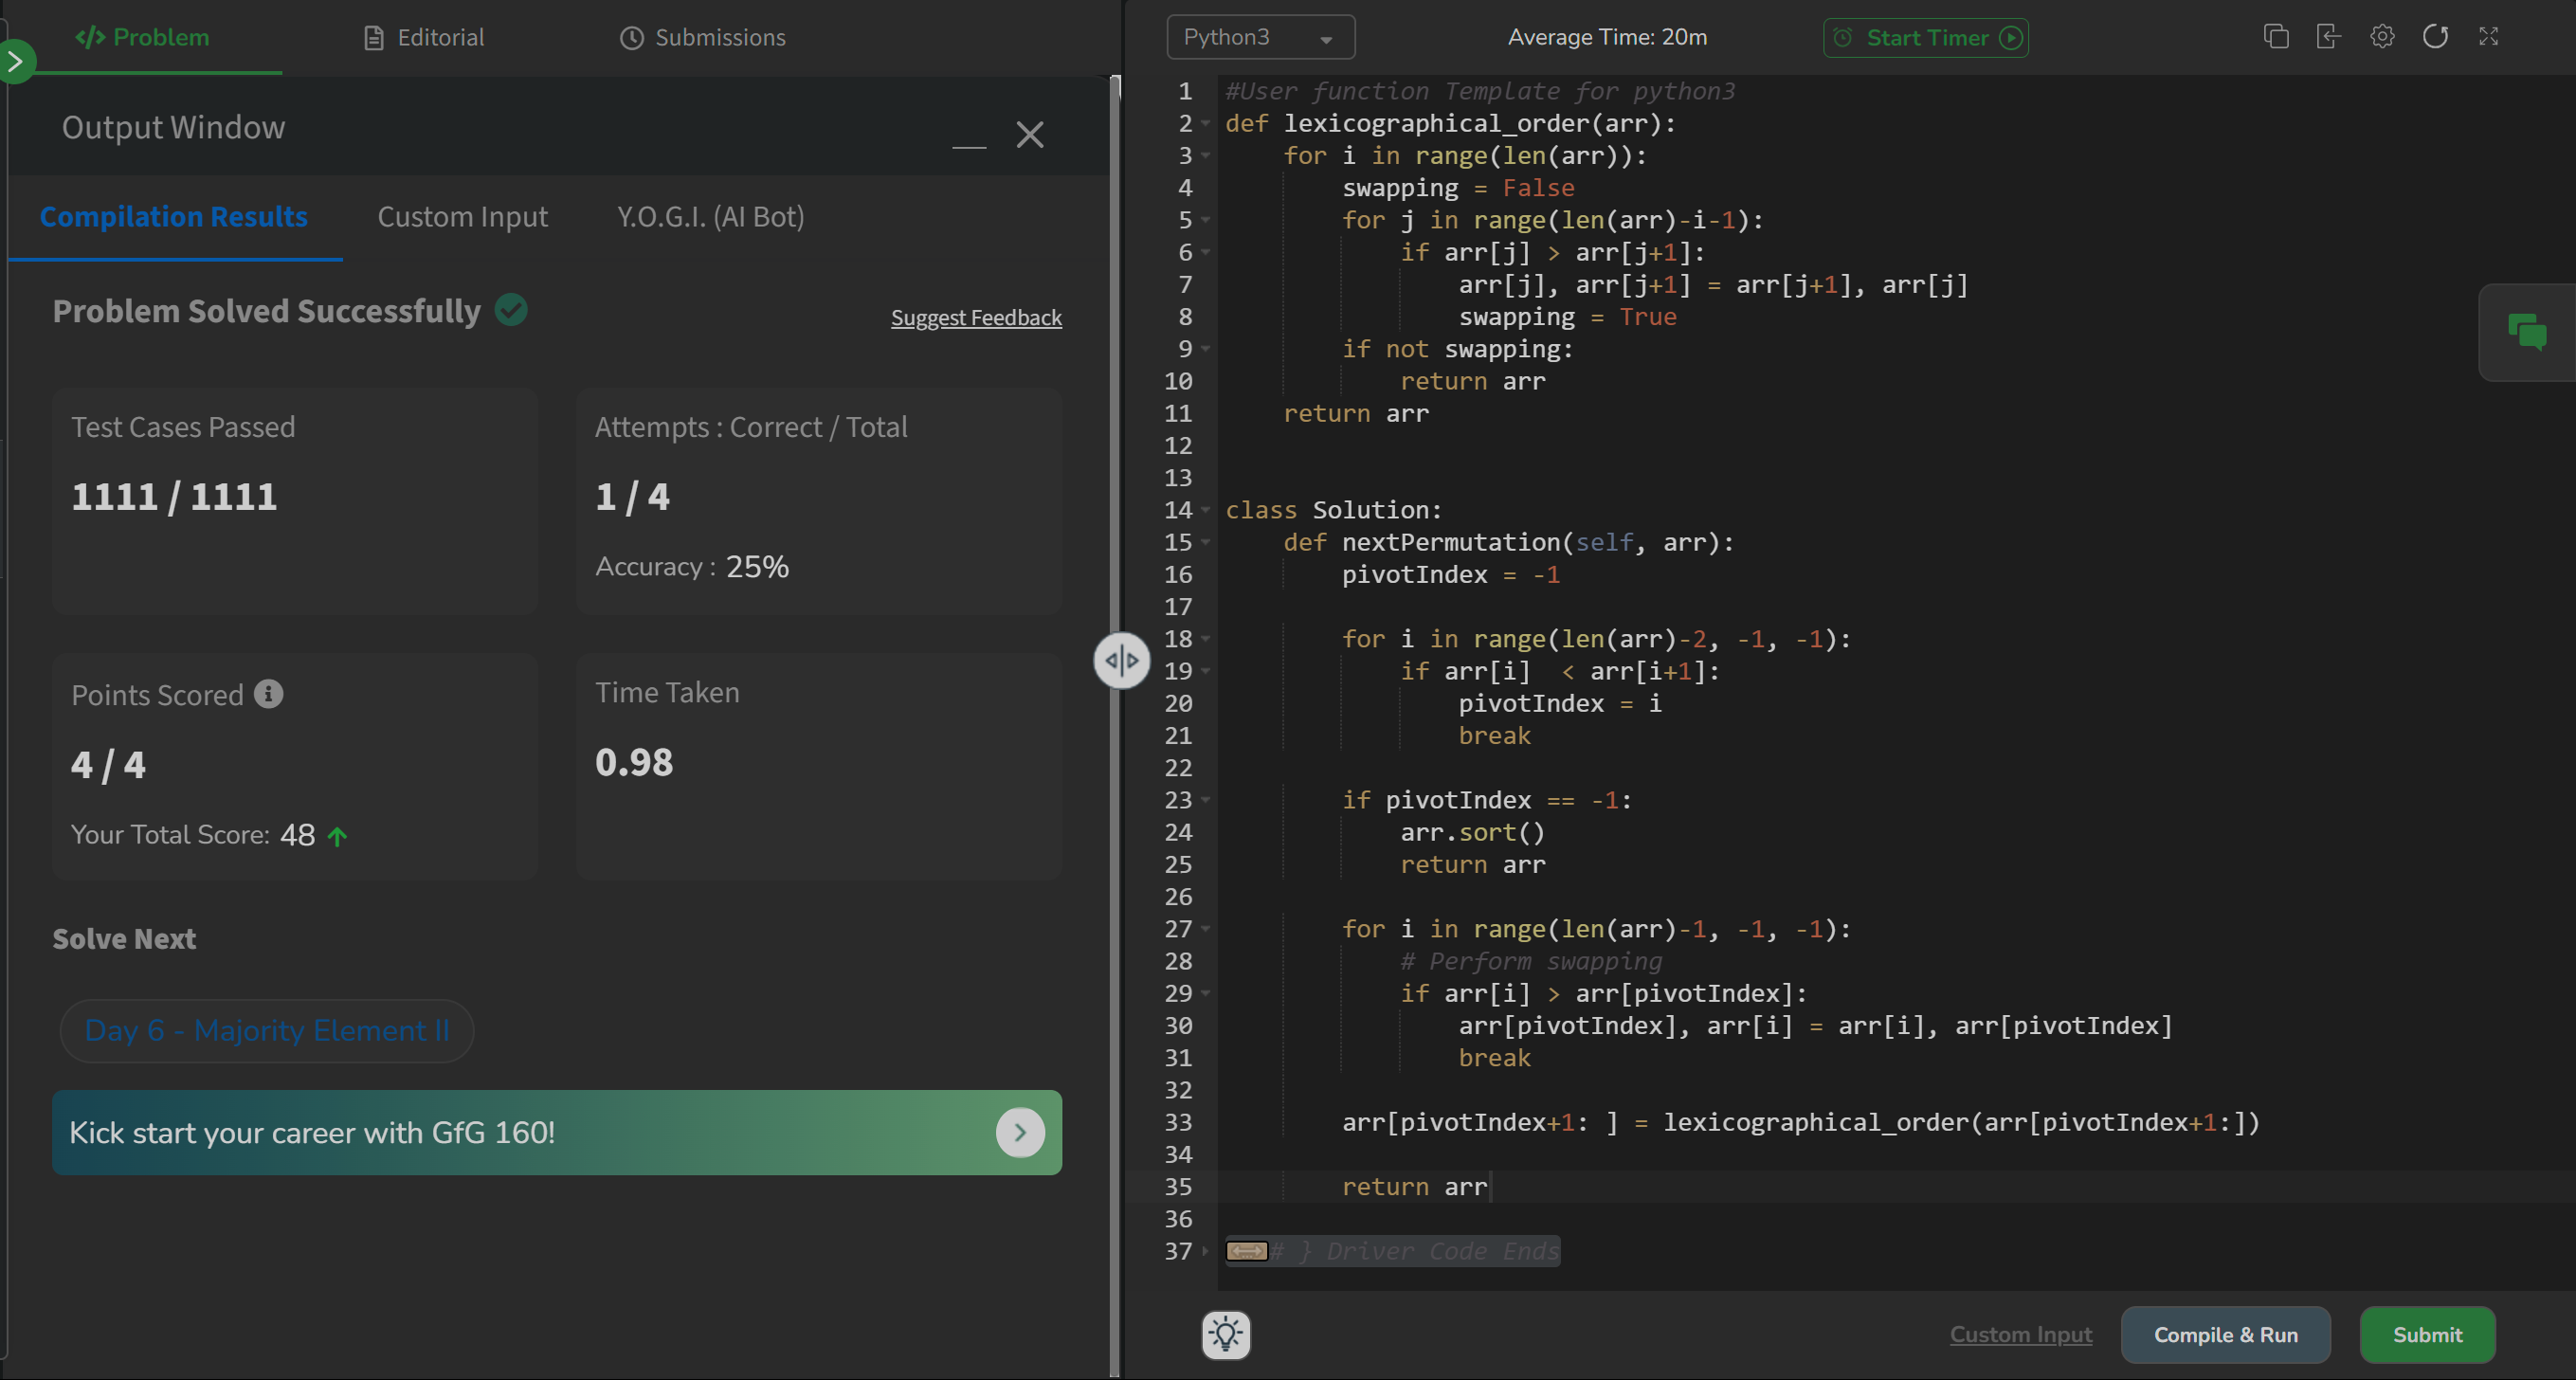 </> Problem
Editorial
Submissions
Output Window
Compilation Results
Custom Input
Y.O.G.I. (AI Bot)
Problem Solved Successfully
Suggest Feedback
Test Cases Passed
1111 / 1111
Attempts : Correct / Total
1 / 4
Accuracy : 25%
Points Scored
4 / 4
Your Total Score: 48
Time Taken
0.98
Solve Next
Day 6 - Majority Element II
Kick start your career with GfG 160!
Python3
Average Time: 20m
Start Timer
1 #User function Template for python3
2 def lexicographical_order(arr):
3     for i in range(len(arr)):
4         swapping = False
5         for j in range(len(arr)-i-1):
6             if arr[j] > arr[j+1]:
7                 arr[j], arr[j+1] = arr[j+1], arr[j]
8                 swapping = True
9         if not swapping:
10             return arr
11     return arr
12
13
14 class Solution:
15     def nextPermutation(self, arr):
16         pivotIndex = -1
17
18         for i in range(len(arr)-2, -1, -1):
19             if arr[i]  < arr[i+1]:
20                 pivotIndex = i
21                 break
22
23         if pivotIndex == -1:
24             arr.sort()
25             return arr
26
27         for i in range(len(arr)-1, -1, -1):
28             # Perform swapping
29             if arr[i] > arr[pivotIndex]:
30                 arr[pivotIndex], arr[i] = arr[i], arr[pivotIndex]
31                 break
32
33         arr[pivotIndex+1: ] = lexicographical_order(arr[pivotIndex+1:])
34
35         return arr
36
37 # } Driver Code Ends
Custom Input
Compile & Run
Submit